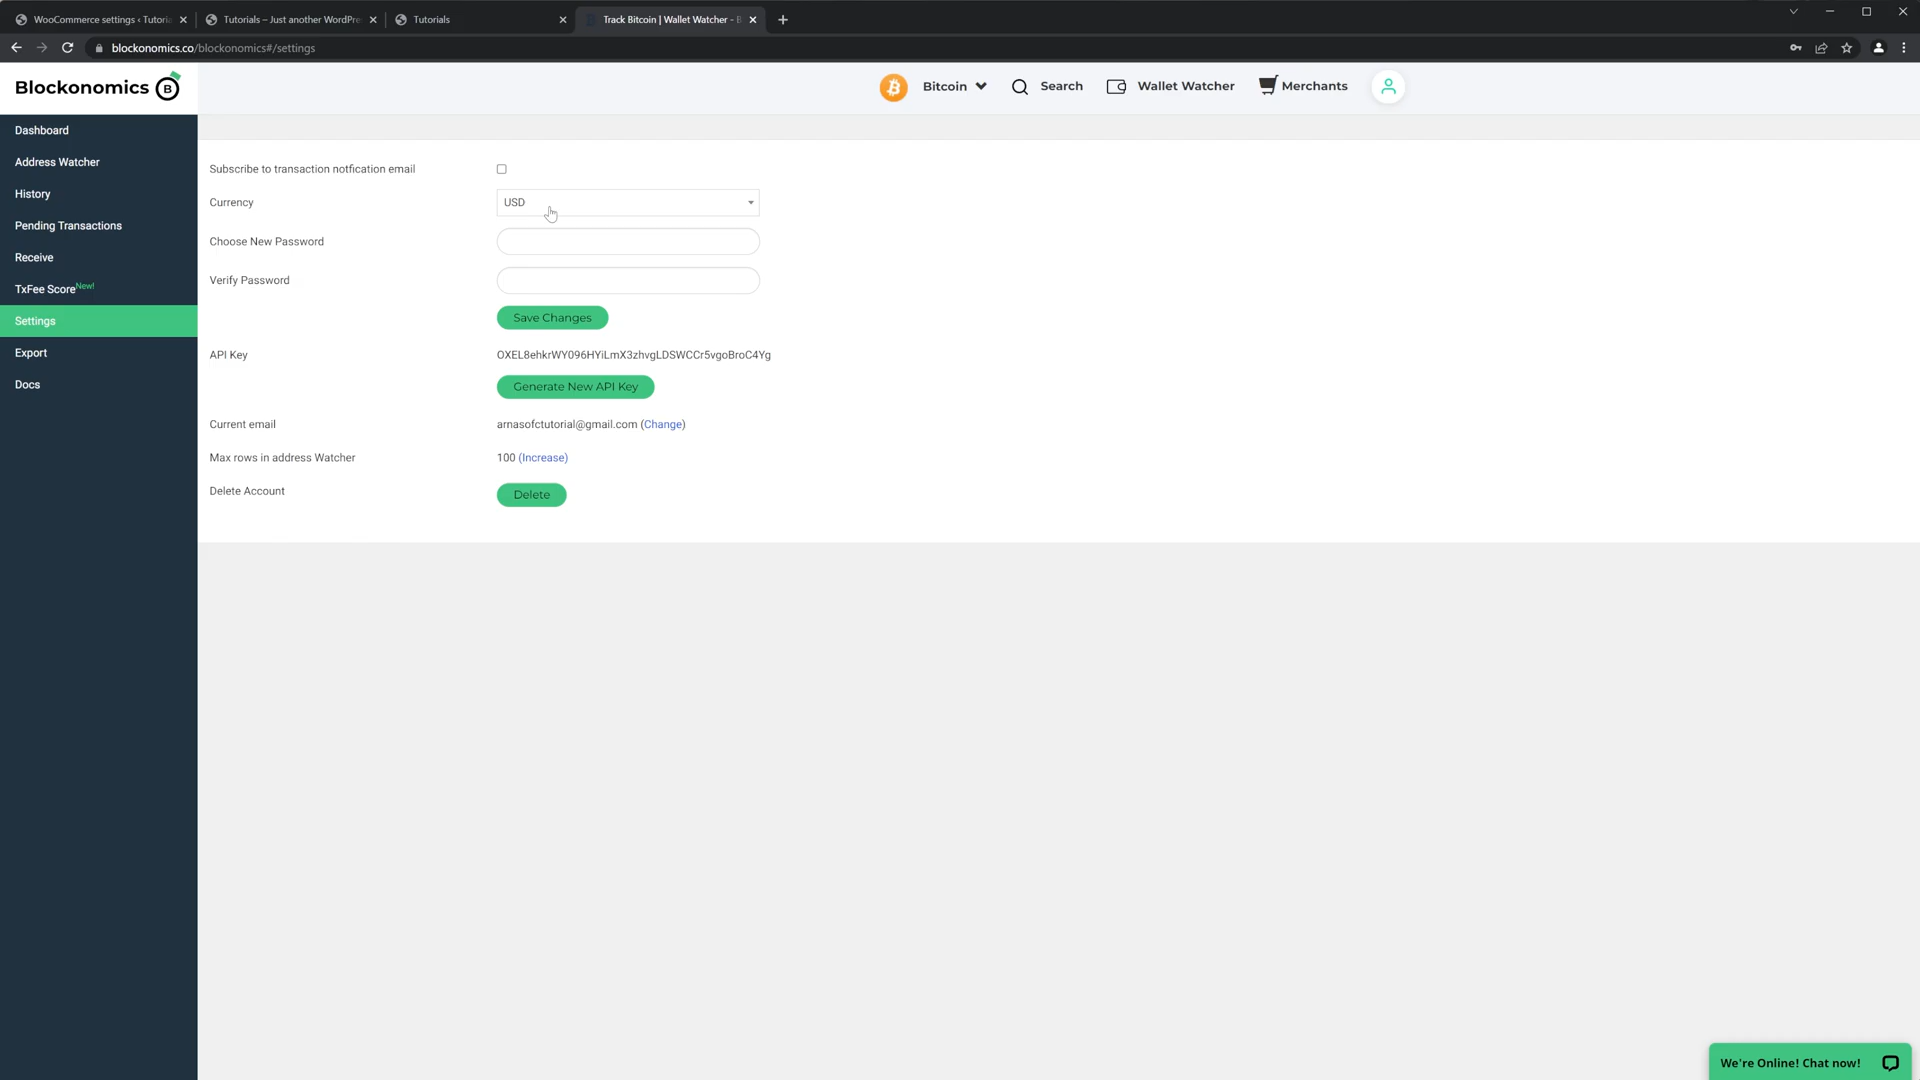 WooCommerce settings ‹ Tutoria
Tutorials – Just another WordPre
Tutorials
Track Bitcoin | Wallet Watcher - B
blockonomics.co/blockonomics#/settings
Blockonomics B
Bitcoin
Search
Wallet Watcher
Merchants
Dashboard
Address Watcher
History
Pending Transactions
Receive
TxFee Score New!
Settings
Export
Docs
Subscribe to transaction notfication email
Currency
USD
Choose New Password
Verify Password
Save Changes
API Key
OXEL8ehkrWY096HYiLmX3zhvgLDSWCCr5vgoBroC4Yg
Generate New API Key
Current email
arnasofctutorial@gmail.com (Change)
Max rows in address Watcher
100 (Increase)
Delete Account
Delete
We're Online! Chat now!